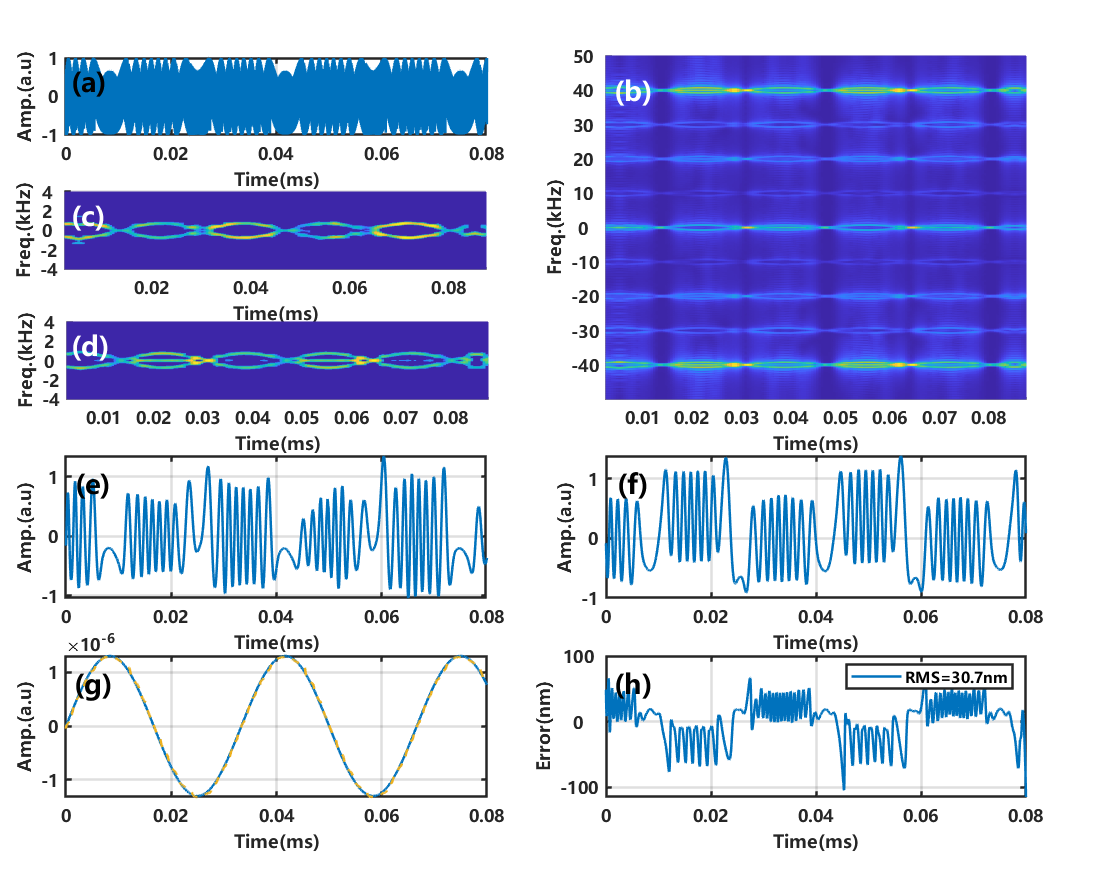 (a)
Amp.(a.u)
1
0
-1
0 0.02 0.04 0.06 0.08
Time(ms)
(b)
Freq.(kHz)
50
40
30
20
10
0
-10
-20
-30
-40
0.01 0.02 0.03 0.04 0.05 0.06 0.07 0.08
Time(ms)
(c)
Freq.(kHz)
4
2
0
-2
-4
0.02 0.04 0.06 0.08
Time(ms)
(d)
Freq.(kHz)
4
2
0
-2
-4
0.01 0.02 0.03 0.04 0.05 0.06 0.07 0.08
Time(ms)
(e)
Amp.(a.u)
1
0
-1
0 0.02 0.04 0.06 0.08
Time(ms)
(f)
Amp.(a.u)
1
0
-1
0 0.02 0.04 0.06 0.08
Time(ms)
×10-6
(g)
Amp.(a.u)
1
0
-1
0 0.02 0.04 0.06 0.08
Time(ms)
(h)
RMS=30.7nm
Error(nm)
100
0
-100
0 0.02 0.04 0.06 0.08
Time(ms)